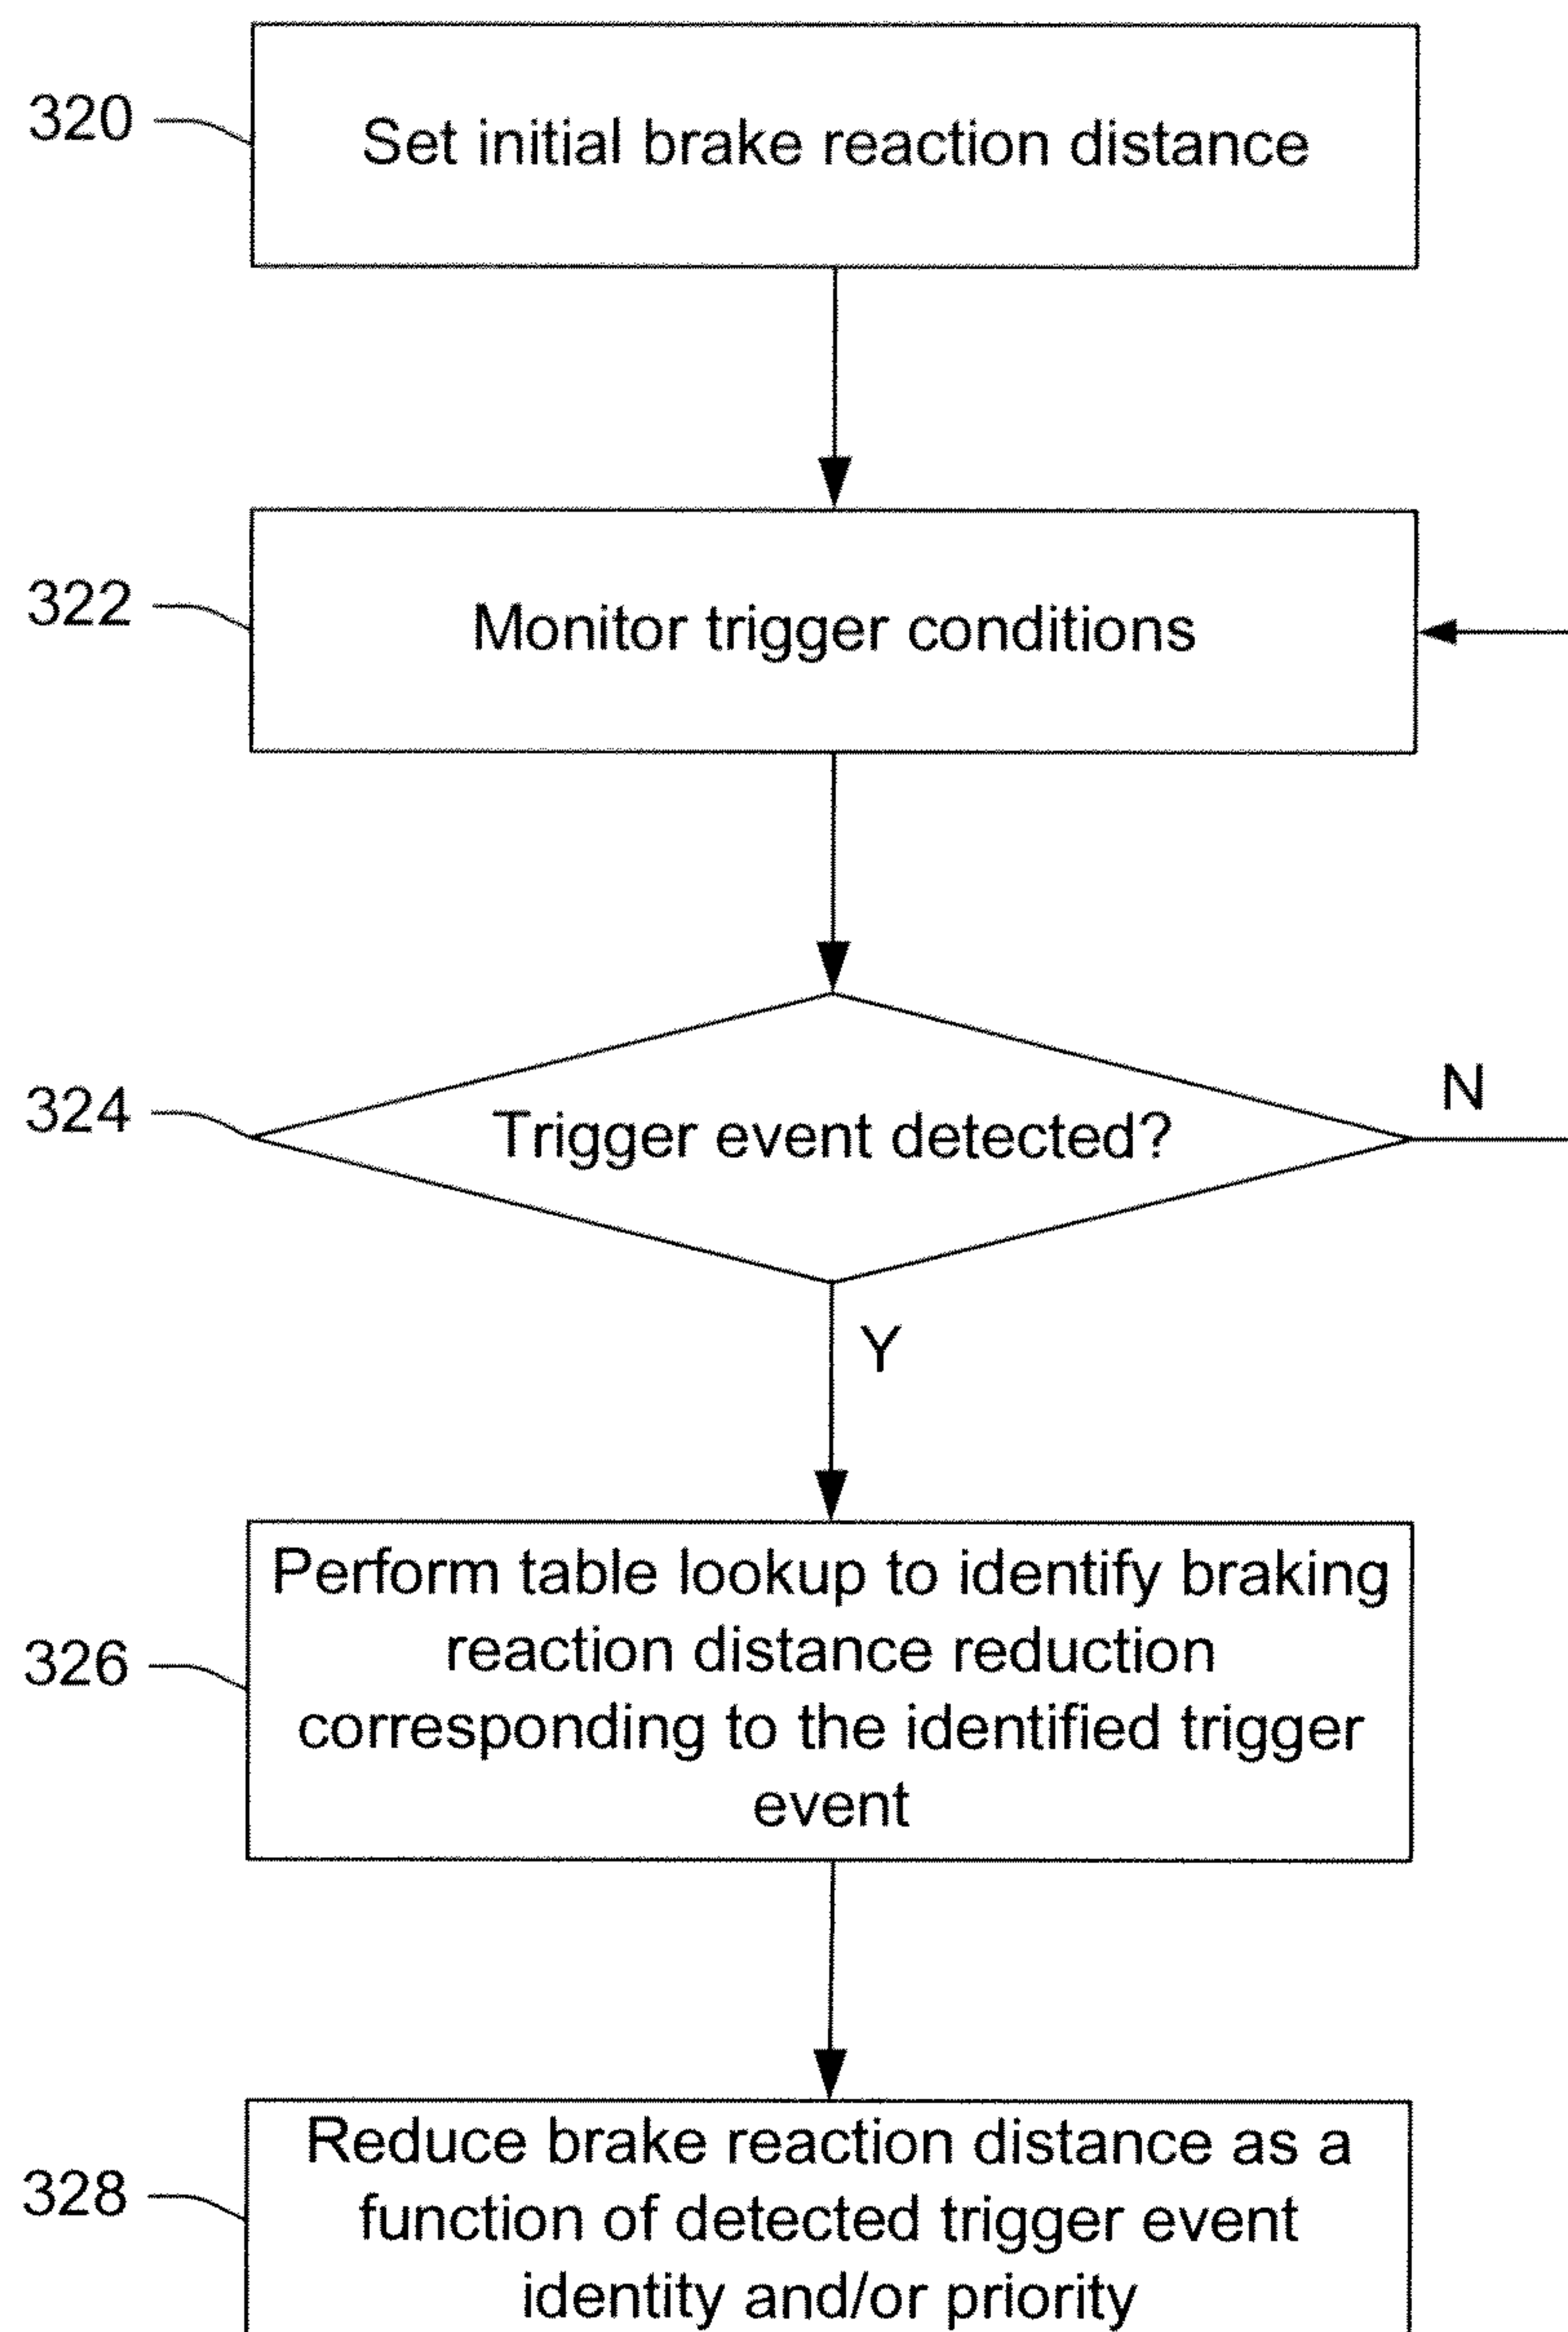 320
Set initial brake reaction distance
322
Monitor trigger conditions
324
Trigger event detected?
N
Y
326
Perform table lookup to identify braking
reaction distance reduction
corresponding to the identified trigger
event
328
Reduce brake reaction distance as a
function of detected trigger event
identity and/or priority